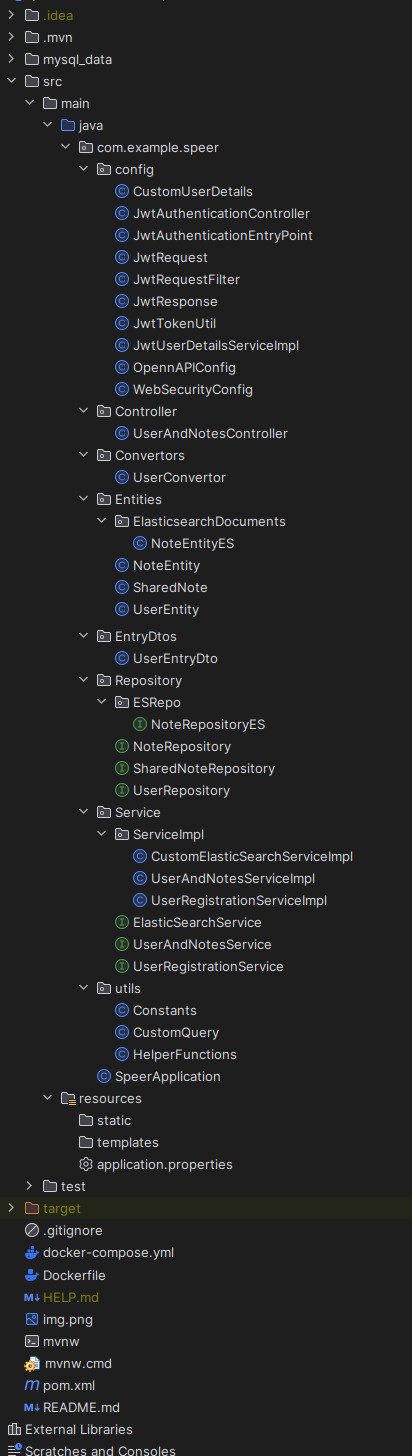 .idea
.mvn
mysql_data
src
main
java
com.example.speer
config
CustomUserDetails
JwtAuthenticationController
JwtAuthenticationEntryPoint
JwtRequest
JwtRequestFilter
JwtResponse
JwtTokenUtil
JwtUserDetailsServiceImpl
OpennAPIConfig
WebSecurityConfig
Controller
UserAndNotesController
Convertors
UserConvertor
Entities
ElasticsearchDocuments
NoteEntityES
NoteEntity
SharedNote
UserEntity
EntryDtos
UserEntryDto
Repository
ESRepo
NoteRepositoryES
NoteRepository
SharedNoteRepository
UserRepository
Service
ServiceImpl
CustomElasticSearchServiceImpl
UserAndNotesServiceImpl
UserRegistrationServiceImpl
ElasticSearchService
UserAndNotesService
UserRegistrationService
utils
Constants
CustomQuery
HelperFunctions
SpeerApplication
resources
static
templates
application.properties
test
target
.gitignore
docker-compose.yml
Dockerfile
HELP.md
img.png
mvnw
mvnw.cmd
pom.xml
README.md
External Libraries
Scratches and Consoles